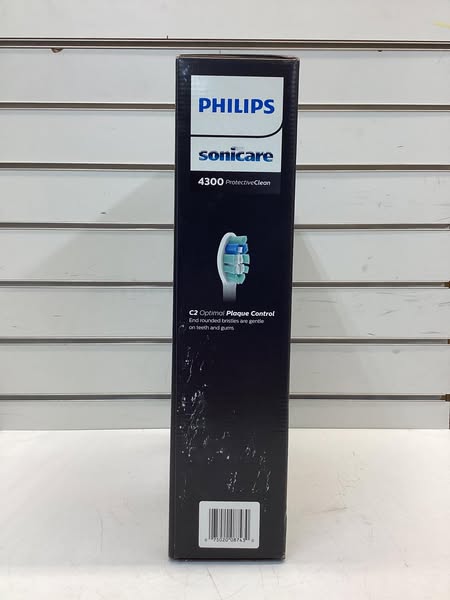 PHILIPS
sonicare
4300 ProtectiveClean
C2 Optimal Plaque Control
End rounded bristles are gentle
on teeth and gums